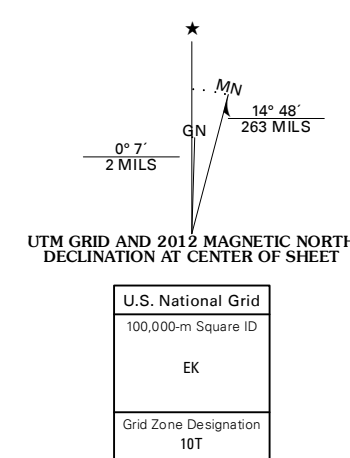 ★
MN
GN
14° 48´
263 MILS
0° 7´
2 MILS
UTM GRID AND 2012 MAGNETIC NORTH
DECLINATION AT CENTER OF SHEET
U.S. National Grid
100,000-m Square ID
EK
Grid Zone Designation
10T